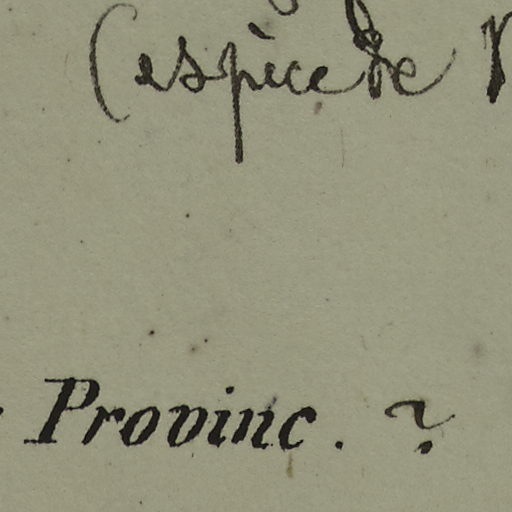 (espèce de
Provinc. ?